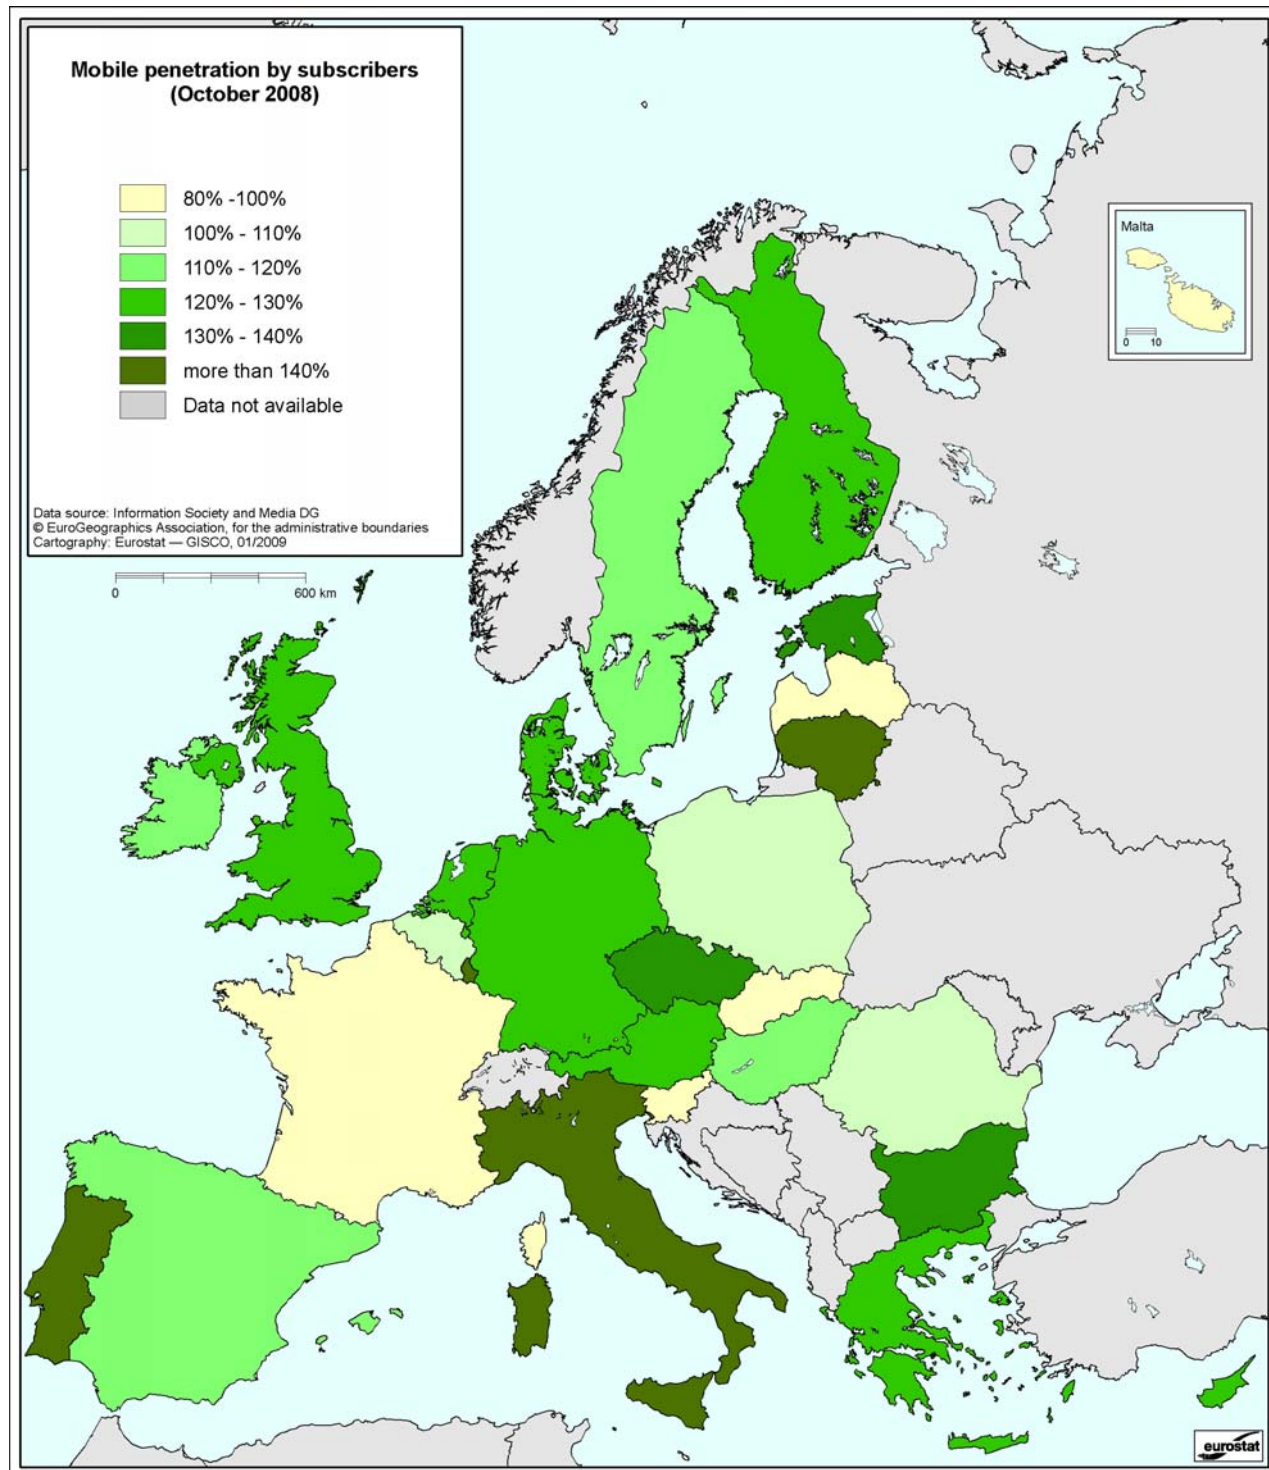 Mobile penetration by subscribers
(October 2008)
80% -100%
100% - 110%
110% - 120%
120% - 130%
130% - 140%
more than 140%
Data not available
Data source: Information Society and Media DG
© EuroGeographics Association, for the administrative boundaries
Cartography: Eurostat — GISCO, 01/2009
0 600 km
Malta
0 10
eurostat